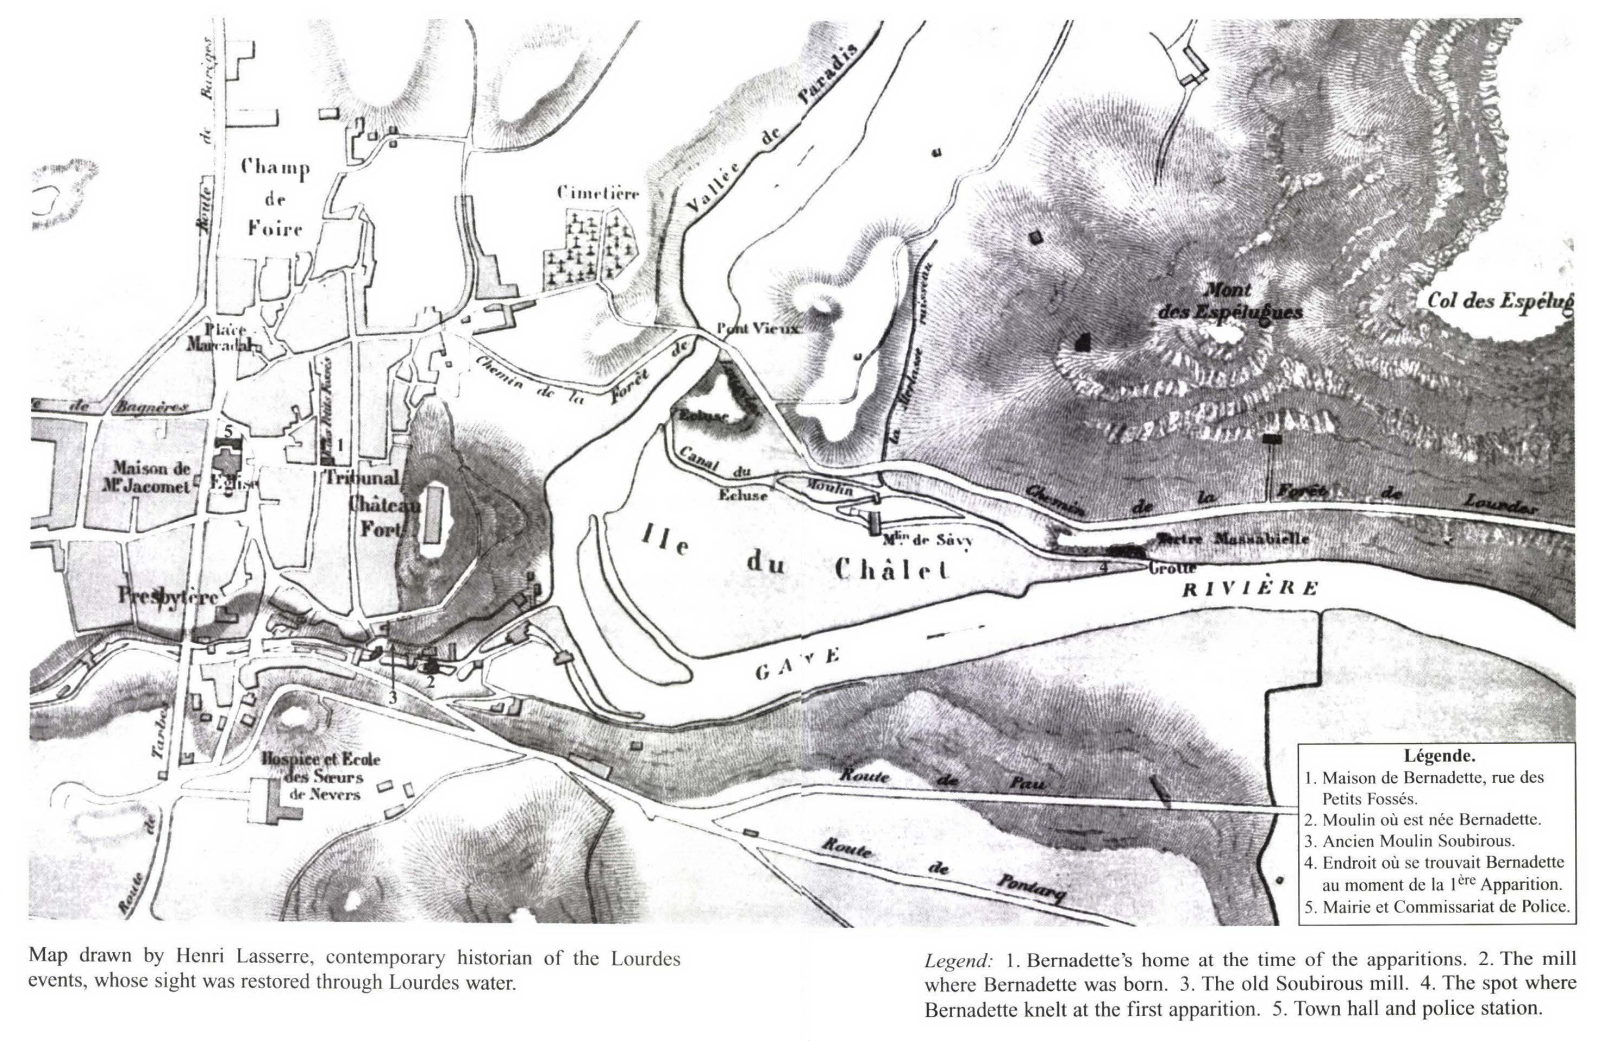 Route de Barèges
Champ
de
Foire
Cimetière
Vallée de Paradis
Mont
des Espélugues
Col des Espélug
Place
Marcadal
Pont Vieux
Chemin de la Forêt de
la Merlasse ruisseau
e de Bagnères
Ecluse
5
1
Maison de
Mr Jacomet
Eglise
Tribunal
Château
Fort
Canal du
Ecluse
Moulin
Chemin de la Forêt de Lourdes
Min de Sâvy
Ile du Châlet
Tertre Massabielle
4
Grotte
RIVIÈRE
GAVE
Presbytère
2
3
Hospice et Ecole
des Sœurs
de Nevers
Route de Tarbes
Route de Pau
Route de Pontacq
Légende.
1. Maison de Bernadette, rue des
Petits Fossés.
2. Moulin où est née Bernadette.
3. Ancien Moulin Soubirous.
4. Endroit où se trouvait Bernadette
au moment de la 1ère Apparition.
5. Mairie et Commissariat de Police.
Map drawn by Henri Lasserre, contemporary historian of the Lourdes
events, whose sight was restored through Lourdes water.
Legend: 1. Bernadette's home at the time of the apparitions. 2. The mill
where Bernadette was born. 3. The old Soubirous mill. 4. The spot where
Bernadette knelt at the first apparition. 5. Town hall and police station.